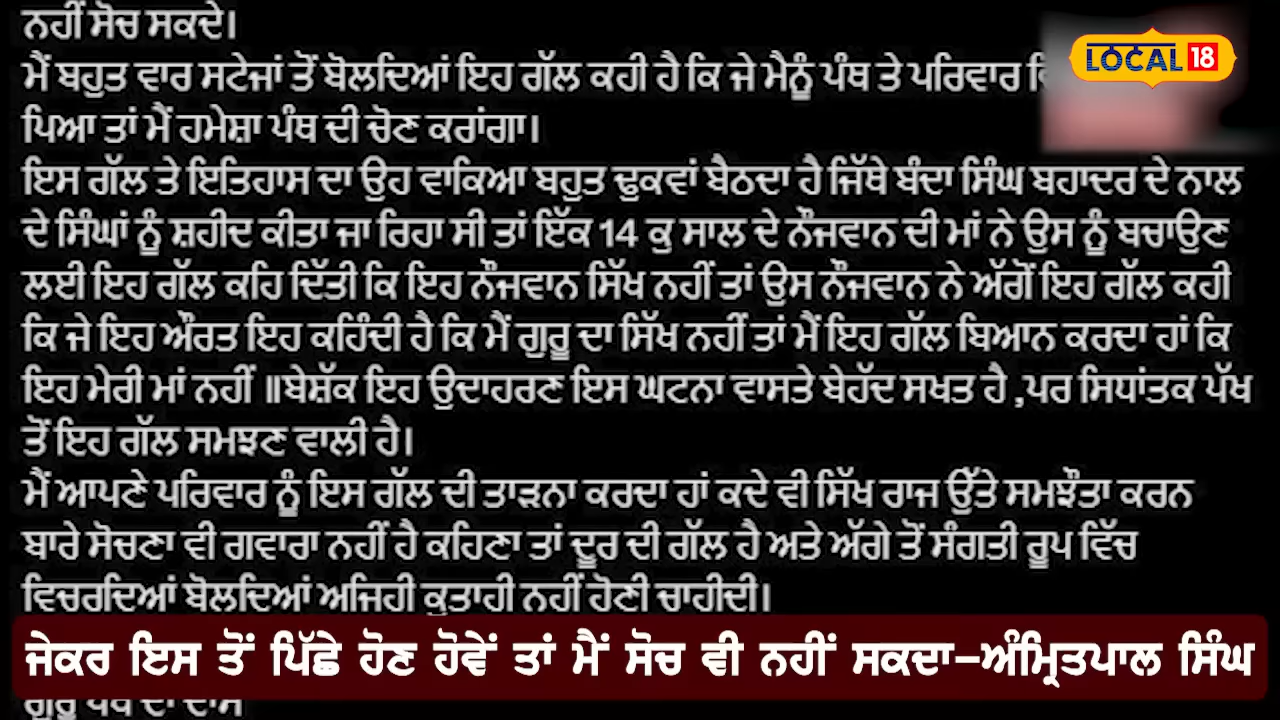 ਨਹੀਂ ਸੋਚ ਸਕਦੇ।
LOCAL 18
ਮੈਂ ਬਹੁਤ ਵਾਰ ਸਟੇਜਾਂ ਤੋਂ ਬੋਲਦਿਆਂ ਇਹ ਗੱਲ ਕਹੀ ਹੈ ਕਿ ਜੇ ਮੈਨੂੰ ਪੰਥ ਤੇ ਪਰਿਵਾਰ
ਪਿਆ ਤਾਂ ਮੈਂ ਹਮੇਸ਼ਾ ਪੰਥ ਦੀ ਚੋਣ ਕਰਾਂਗਾ।
ਇਸ ਗੱਲ ਤੇ ਇਤਿਹਾਸ ਦਾ ਉਹ ਵਾਕਿਆ ਬਹੁਤ ਢੁਕਵਾਂ ਬੈਠਦਾ ਹੈ ਜਿੱਥੇ ਬੰਦਾ ਸਿੰਘ ਬਹਾਦਰ ਦੇ ਨਾਲ
ਦੇ ਸਿੰਘਾਂ ਨੂੰ ਸ਼ਹੀਦ ਕੀਤਾ ਜਾ ਰਿਹਾ ਸੀ ਤਾਂ ਇੱਕ 14 ਕੁ ਸਾਲ ਦੇ ਨੌਜਵਾਨ ਦੀ ਮਾਂ ਨੇ ਉਸ ਨੂੰ ਬਚਾਉਣ
ਲਈ ਇਹ ਗੱਲ ਕਹਿ ਦਿੱਤੀ ਕਿ ਇਹ ਨੌਜਵਾਨ ਸਿੱਖ ਨਹੀਂ ਤਾਂ ਉਸ ਨੌਜਵਾਨ ਨੇ ਅੱਗੋਂ ਇਹ ਗੱਲ ਕਹੀ
ਕਿ ਜੇ ਇਹ ਔਰਤ ਇਹ ਕਹਿੰਦੀ ਹੈ ਕਿ ਮੈਂ ਗੁਰੂ ਦਾ ਸਿੱਖ ਨਹੀਂ ਤਾਂ ਮੈਂ ਇਹ ਗੱਲ ਬਿਆਨ ਕਰਦਾ ਹਾਂ ਕਿ
ਇਹ ਮੇਰੀ ਮਾਂ ਨਹੀਂ ॥ਬੇਸ਼ੱਕ ਇਹ ਉਦਾਹਰਣ ਇਸ ਘਟਨਾ ਵਾਸਤੇ ਬੇਹੱਦ ਸਖਤ ਹੈ ,ਪਰ ਸਿਧਾਂਤਕ ਪੱਖ
ਤੋਂ ਇਹ ਗੱਲ ਸਮਝਣ ਵਾਲੀ ਹੈ।
ਮੈਂ ਆਪਣੇ ਪਰਿਵਾਰ ਨੂੰ ਇਸ ਗੱਲ ਦੀ ਤਾੜਨਾ ਕਰਦਾ ਹਾਂ ਕਦੇ ਵੀ ਸਿੱਖ ਰਾਜ ਉੱਤੇ ਸਮਝੌਤਾ ਕਰਨ
ਬਾਰੇ ਸੋਚਣਾ ਵੀ ਗਵਾਰਾ ਨਹੀਂ ਹੈ ਕਹਿਣਾ ਤਾਂ ਦੂਰ ਦੀ ਗੱਲ ਹੈ ਅਤੇ ਅੱਗੇ ਤੋਂ ਸੰਗਤੀ ਰੂਪ ਵਿੱਚ
ਵਿਚਰਦਿਆਂ ਬੋਲਦਿਆਂ ਅਜਿਹੀ ਕੁਤਾਹੀ ਨਹੀਂ ਹੋਣੀ ਚਾਹੀਦੀ।
ਜੇਕਰ ਇਸ ਤੋਂ ਪਿੱਛੇ ਹੋਣ ਹੋਵੇਂ ਤਾਂ ਮੈਂ ਸੋਚ ਵੀ ਨਹੀਂ ਸਕਦਾ–ਅੰਮ੍ਰਿਤਪਾਲ ਸਿੰਘ
ਗੁਰੂ ਪੰਥ ਦਾ ਦਾਸ